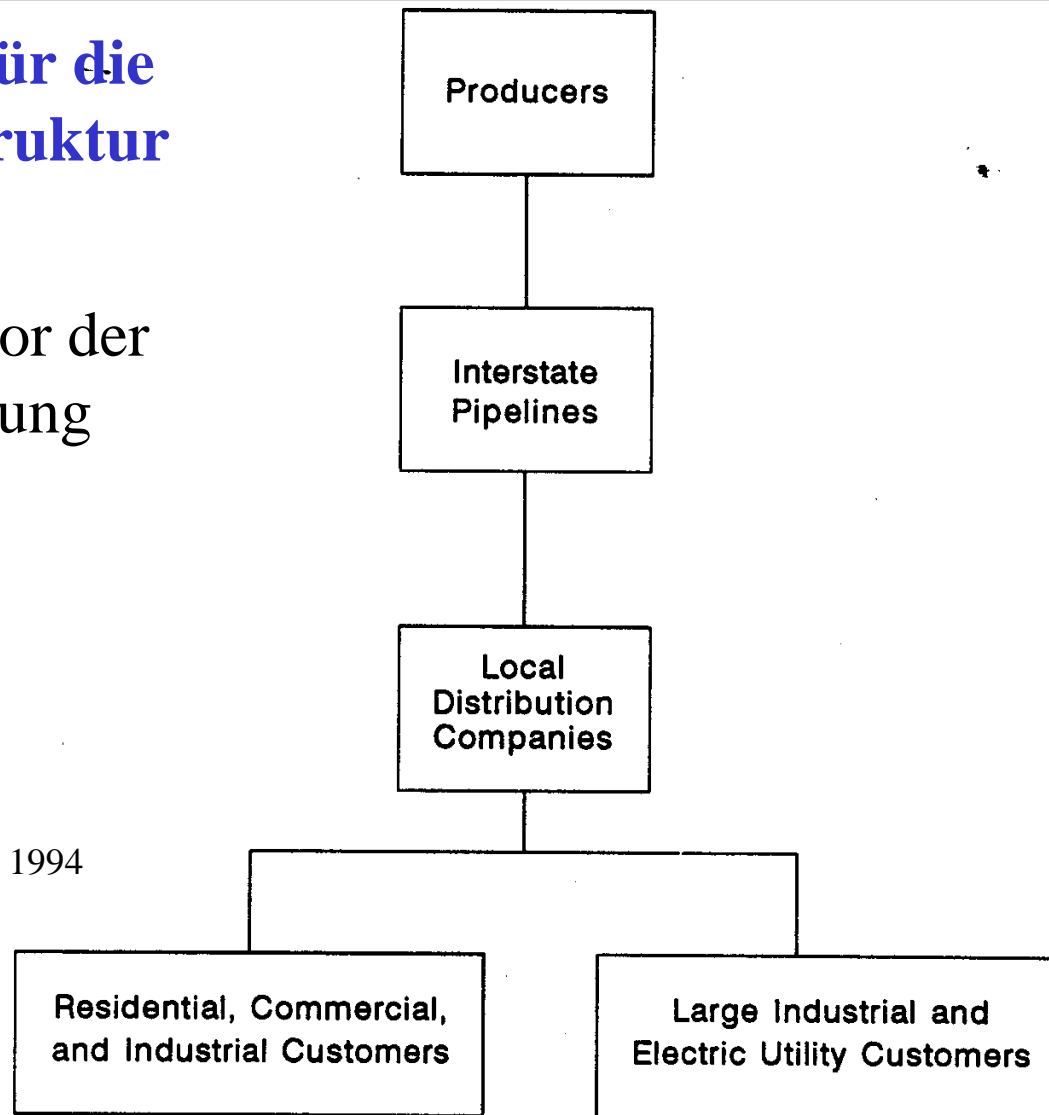 ür die
ruktur
or der
ung
1994
Producers
Interstate
Pipelines
Local
Distribution
Companies
Residential, Commercial,
and Industrial Customers
Large Industrial and
Electric Utility Customers